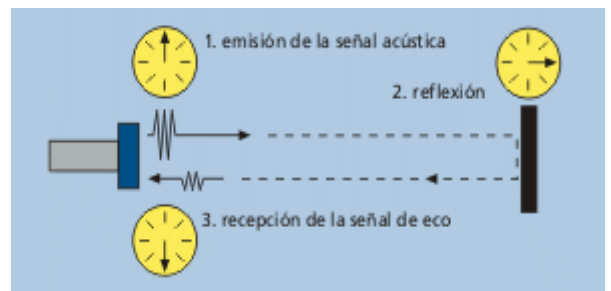 1. emisión de la señal acústica
2. reflexión
3. recepción de la señal de eco